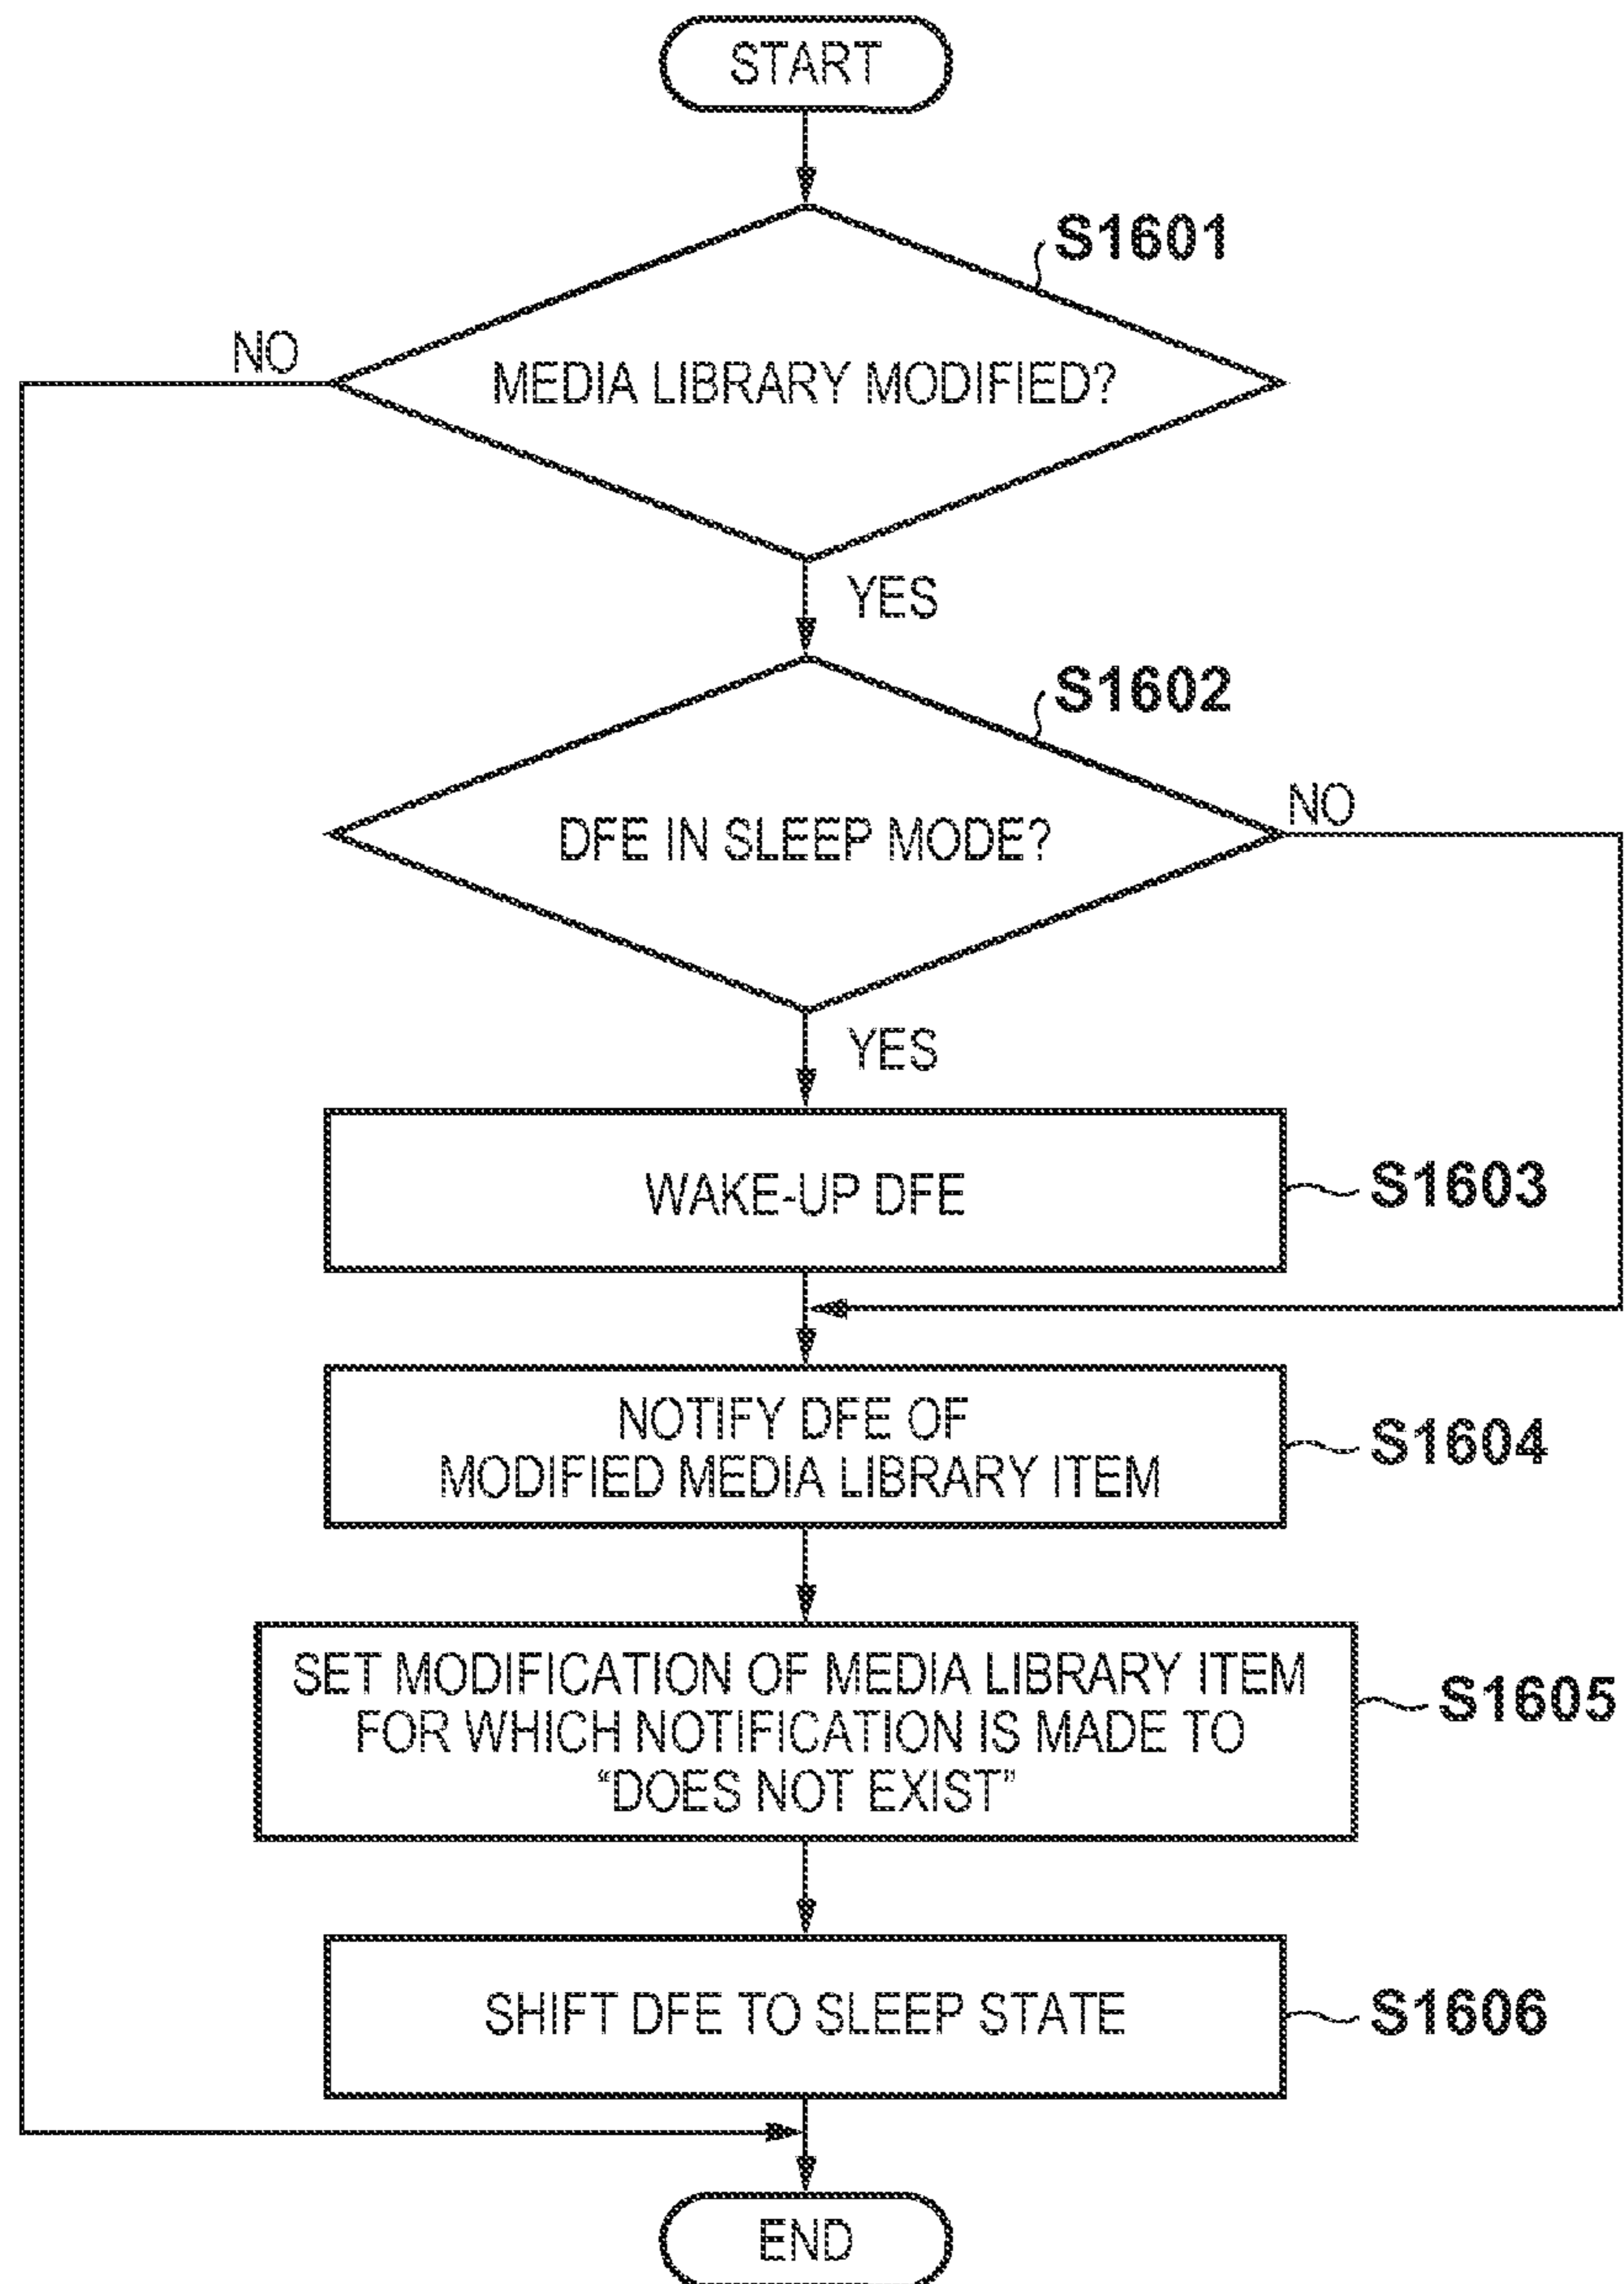 START
S1601
NO
MEDIA LIBRARY MODIFIED?
YES
S1602
NO
DFE IN SLEEP MODE?
YES
WAKE-UP DFE
S1603
NOTIFY DFE OF
MODIFIED MEDIA LIBRARY ITEM
S1604
SET MODIFICATION OF MEDIA LIBRARY ITEM
FOR WHICH NOTIFICATION IS MADE TO
“DOES NOT EXIST”
S1605
SHIFT DFE TO SLEEP STATE
S1606
END